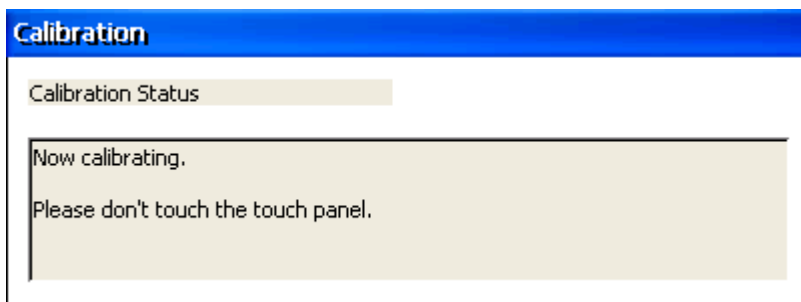 Calibration
Calibration Status
Now calibrating.
Please don't touch the touch panel.